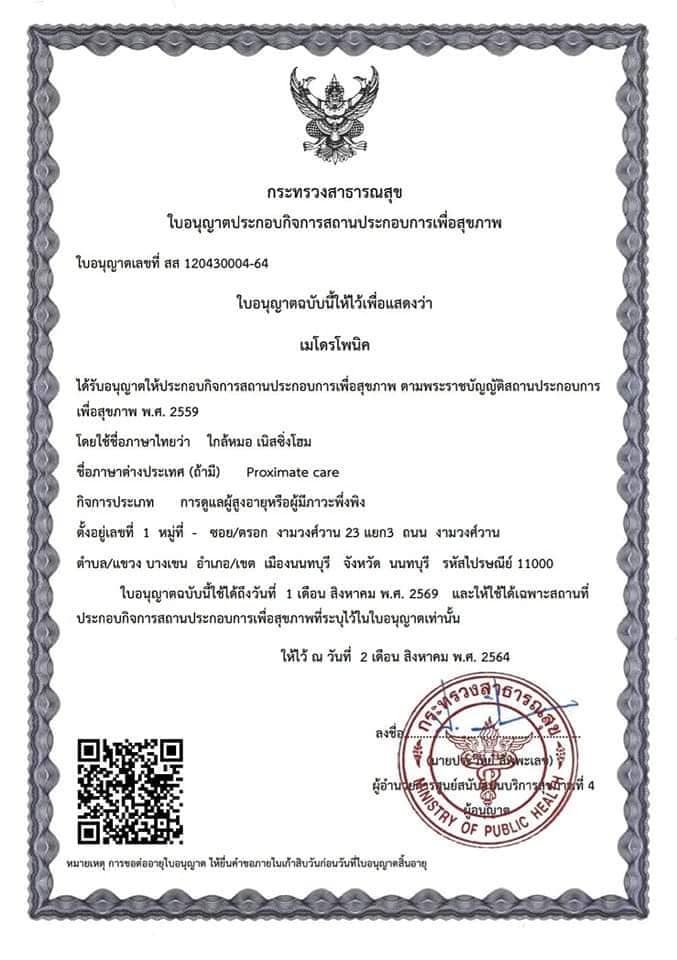 กระทรวงสาธารณสุข
ใบอนุญาตประกอบกิจการสถานประกอบการเพื่อสุขภาพ
ใบอนุญาตเลขที่ สส 120430004-64
ใบอนุญาตฉบับนี้ให้ไว้เพื่อแสดงว่า
เมโดรโพนิค
ได้รับอนุญาตให้ประกอบกิจการสถานประกอบการเพื่อสุขภาพ ตามพระราชบัญญัติสถานประกอบการ
เพื่อสุขภาพ พ.ศ. 2559
โดยใช้ชื่อภาษาไทยว่า ใกล้หมอ เนิสซิ่งโฮม
ชื่อภาษาต่างประเทศ (ถ้ามี) Proximate care
กิจการประเภท การดูแลผู้สูงอายุหรือผู้มีภาวะพึ่งพิง
ตั้งอยู่เลขที่ 1 หมู่ที่ - ซอย/ตรอก งามวงศ์วาน 23 แยก3 ถนน งามวงศ์วาน
ตำบล/แขวง บางเขน อำเภอ/เขต เมืองนนทบุรี จังหวัด นนทบุรี รหัสไปรษณีย์ 11000
ใบอนุญาตฉบับนี้ใช้ได้ถึงวันที่ 1 เดือน สิงหาคม พ.ศ. 2569 และให้ใช้ได้เฉพาะสถานที่
ประกอบกิจการสถานประกอบการเพื่อสุขภาพที่ระบุไว้ในใบอนุญาตเท่านั้น
ให้ไว้ ณ วันที่ 2 เดือน สิงหาคม พ.ศ. 2564
กระทรวงสาธารณสุข
ลงชื่อ
ผู้อำนวยการศูนย์สนับสนุนบริการสุขภาพที่ 4
ผู้อนุญาต
MINISTRY OF PUBLIC HEALTH
หมายเหตุ การขอต่ออายุใบอนุญาต ให้ยื่นคำขอภายในเก้าสิบวันก่อนวันที่ใบอนุญาตสิ้นอายุ